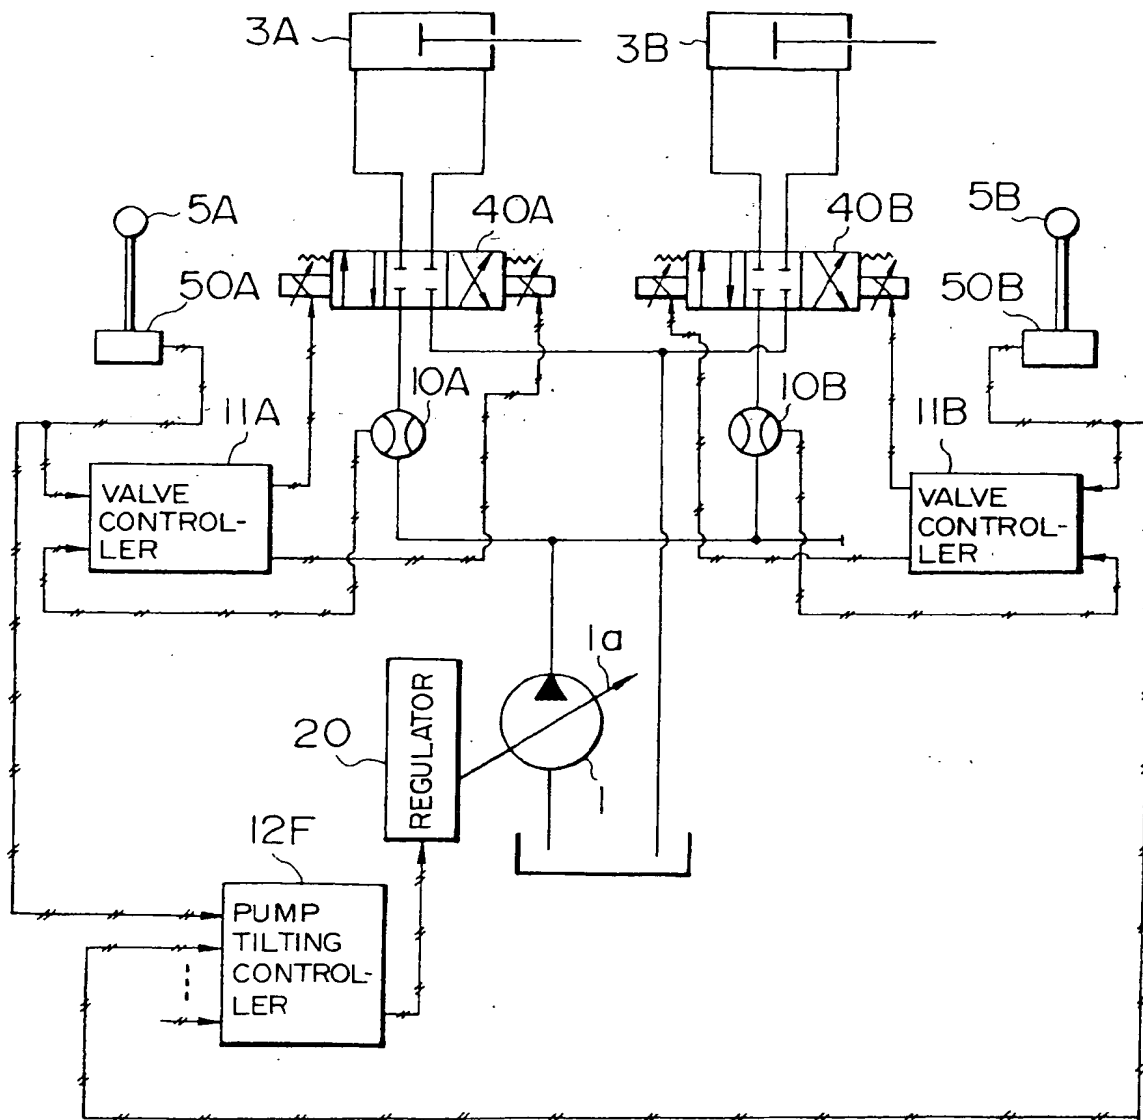 3A
3B
5A
40A
40B
5B
50A
50B
10A
10B
11A
11B
VALVE
CONTROL-
LER
VALVE
CONTROL-
LER
1a
20
REGULATOR
1
12F
PUMP
TILTING
CONTROL-
LER